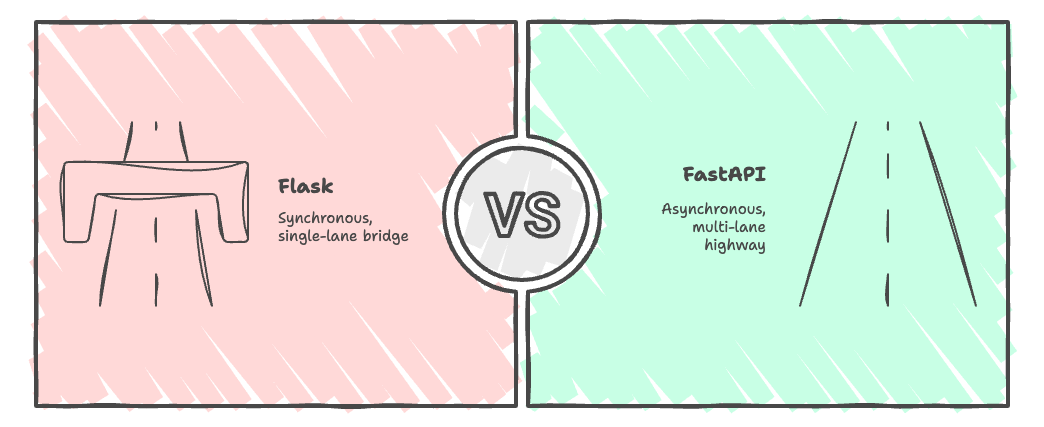 Flask
Synchronous,
single-lane bridge
VS
FastAPI
Asynchronous,
multi-lane
highway